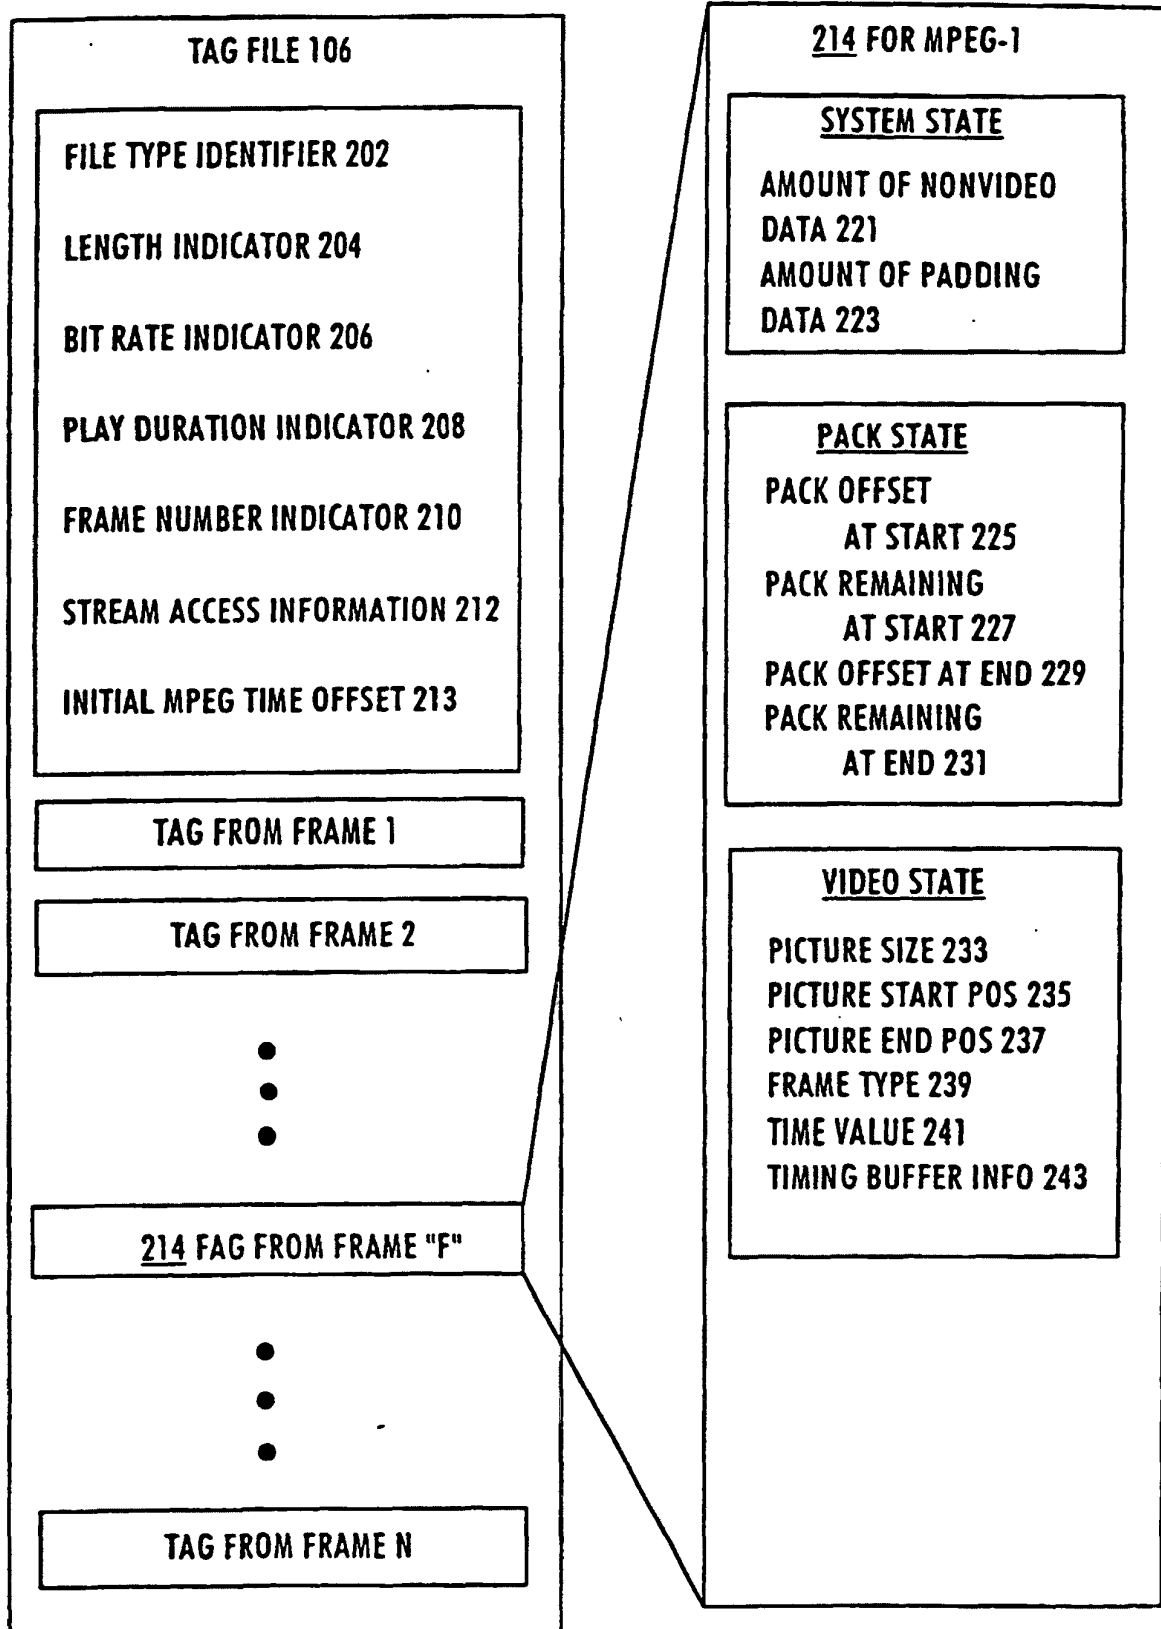 TAG FILE 106
FILE TYPE IDENTIFIER 202
LENGTH INDICATOR 204
BIT RATE INDICATOR 206
PLAY DURATION INDICATOR 208
FRAME NUMBER INDICATOR 210
STREAM ACCESS INFORMATION 212
INITIAL MPEG TIME OFFSET 213
TAG FROM FRAME 1
TAG FROM FRAME 2
214 FAG FROM FRAME "F"
TAG FROM FRAME N
214 FOR MPEG-1
SYSTEM STATE
AMOUNT OF NONVIDEO
DATA 221
AMOUNT OF PADDING
DATA 223
PACK STATE
PACK OFFSET
AT START 225
PACK REMAINING
AT START 227
PACK OFFSET AT END 229
PACK REMAINING
AT END 231
VIDEO STATE
PICTURE SIZE 233
PICTURE START POS 235
PICTURE END POS 237
FRAME TYPE 239
TIME VALUE 241
TIMING BUFFER INFO 243